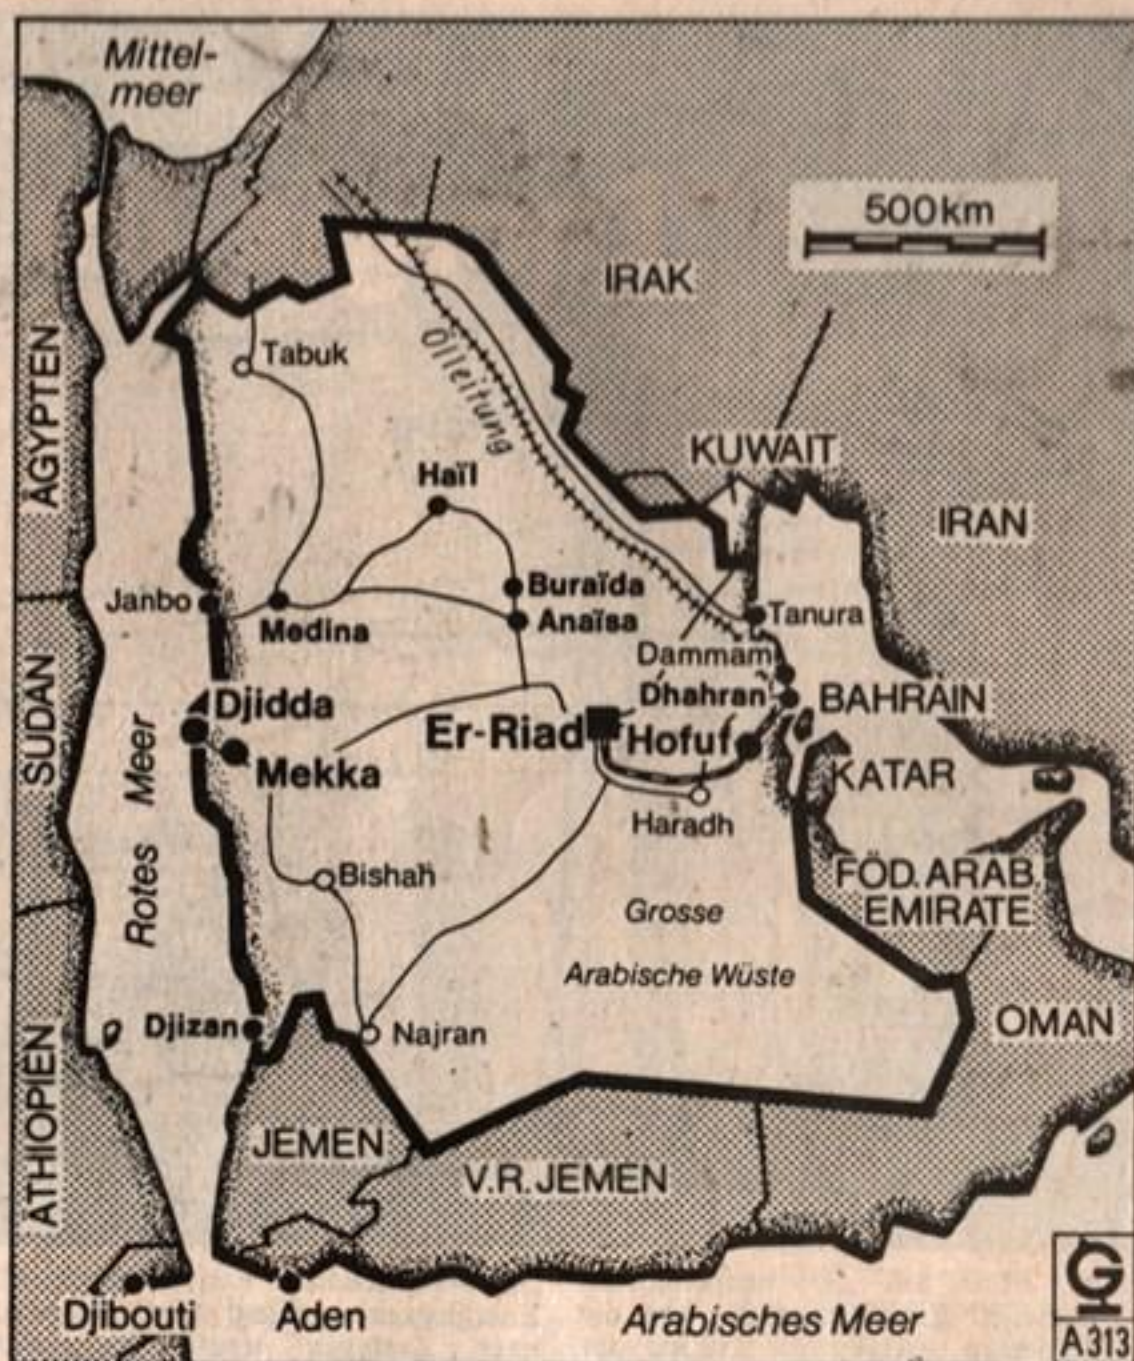 Mittel-
meer
500km
IRAK
Ölleitung
Tabuk
ÄGYPTEN
KUWAIT
Haïl
IRAN
Buraïda
Janbo
Medina
Anaïsa
Tanura
Dammam
SUDAN
Rotes Meer
Djidda
Dhahran
BAHRAIN
Er-Riad
Hofuf
Mekka
KATAR
Haradh
Bishah
FÖD. ARAB.
EMIRATE
Grosse
Arabische Wüste
ÄTHIOPIEN
Djizan
Najran
OMAN
JEMEN
V.R. JEMEN
Djibouti
Aden
Arabisches Meer
G
A313